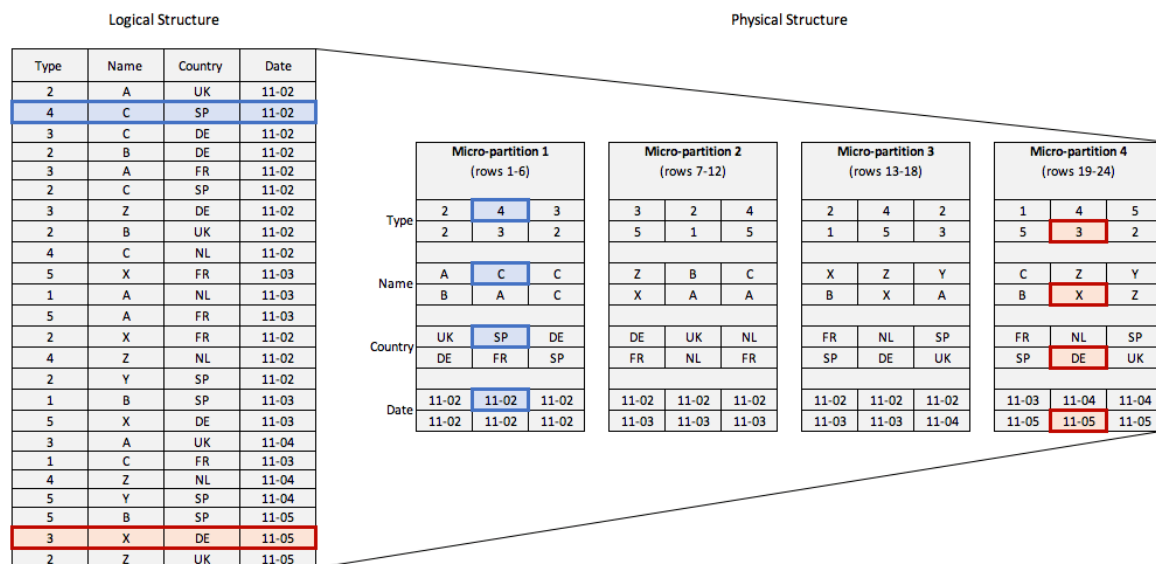 Logical Structure
Physical Structure
Type Name Country Date
2 A UK 11-02
4 C SP 11-02
3 C DE 11-02
2 B DE 11-02
3 A FR 11-02
2 C SP 11-02
3 Z DE 11-02
2 B UK 11-02
4 C NL 11-02
5 X FR 11-03
1 A NL 11-03
5 A FR 11-03
2 X FR 11-02
4 Z NL 11-02
2 Y SP 11-02
1 B SP 11-03
5 X DE 11-03
3 A UK 11-04
1 C FR 11-03
4 Z NL 11-04
5 Y SP 11-04
5 B SP 11-05
3 X DE 11-05
2 Z UK 11-05
Micro-partition 1 Micro-partition 2 Micro-partition 3 Micro-partition 4
(rows 1-6) (rows 7-12) (rows 13-18) (rows 19-24)
Type
2 4 3 3 2 4 2 4 2 1 4 5
2 3 2 5 1 5 1 5 3 5 3 2
Name
A C C Z B C X Z Y C Z Y
B A C X A A B X A B X Z
Country
UK SP DE DE UK NL FR NL SP FR NL SP
DE FR SP FR NL FR SP DE UK SP DE UK
Date
11-02 11-02 11-02 11-02 11-02 11-02 11-02 11-02 11-02 11-03 11-04 11-04
11-02 11-02 11-02 11-03 11-03 11-03 11-03 11-03 11-04 11-05 11-05 11-05